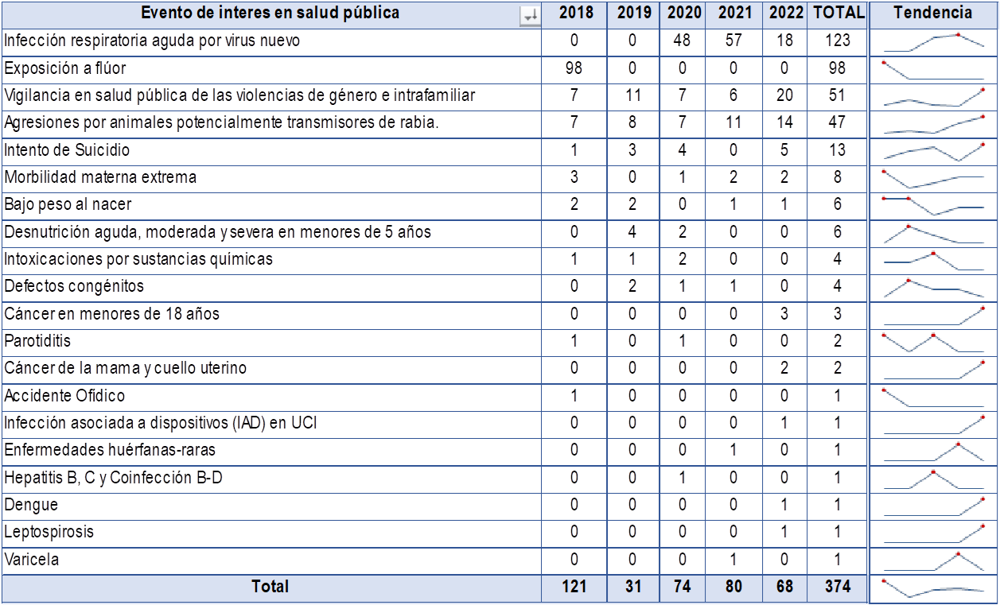 Evento de interes en salud pública 2018 2019 2020 2021 2022 TOTAL Tendencia
Infección respiratoria aguda por virus nuevo 0 0 48 57 18 123
Exposición a flúor 98 0 0 0 0 98
Vigilancia en salud pública de las violencias de género e intrafamiliar 7 11 7 6 20 51
Agresiones por animales potencialmente transmisores de rabia. 7 8 7 11 14 47
Intento de Suicidio 1 3 4 0 5 13
Morbilidad materna extrema 3 0 1 2 2 8
Bajo peso al nacer 2 2 0 1 1 6
Desnutrición aguda, moderada y severa en menores de 5 años 0 4 2 0 0 6
Intoxicaciones por sustancias químicas 1 1 2 0 0 4
Defectos congénitos 0 2 1 1 0 4
Cáncer en menores de 18 años 0 0 0 0 3 3
Parotiditis 1 0 1 0 0 2
Cáncer de la mama y cuello uterino 0 0 0 0 2 2
Accidente Ofídico 1 0 0 0 0 1
Infección asociada a dispositivos (IAD) en UCI 0 0 0 0 1 1
Enfermedades huérfanas-raras 0 0 0 1 0 1
Hepatitis B, C y Coinfección B-D 0 0 1 0 0 1
Dengue 0 0 0 0 1 1
Leptospirosis 0 0 0 0 1 1
Varicela 0 0 0 1 0 1
Total 121 31 74 80 68 374